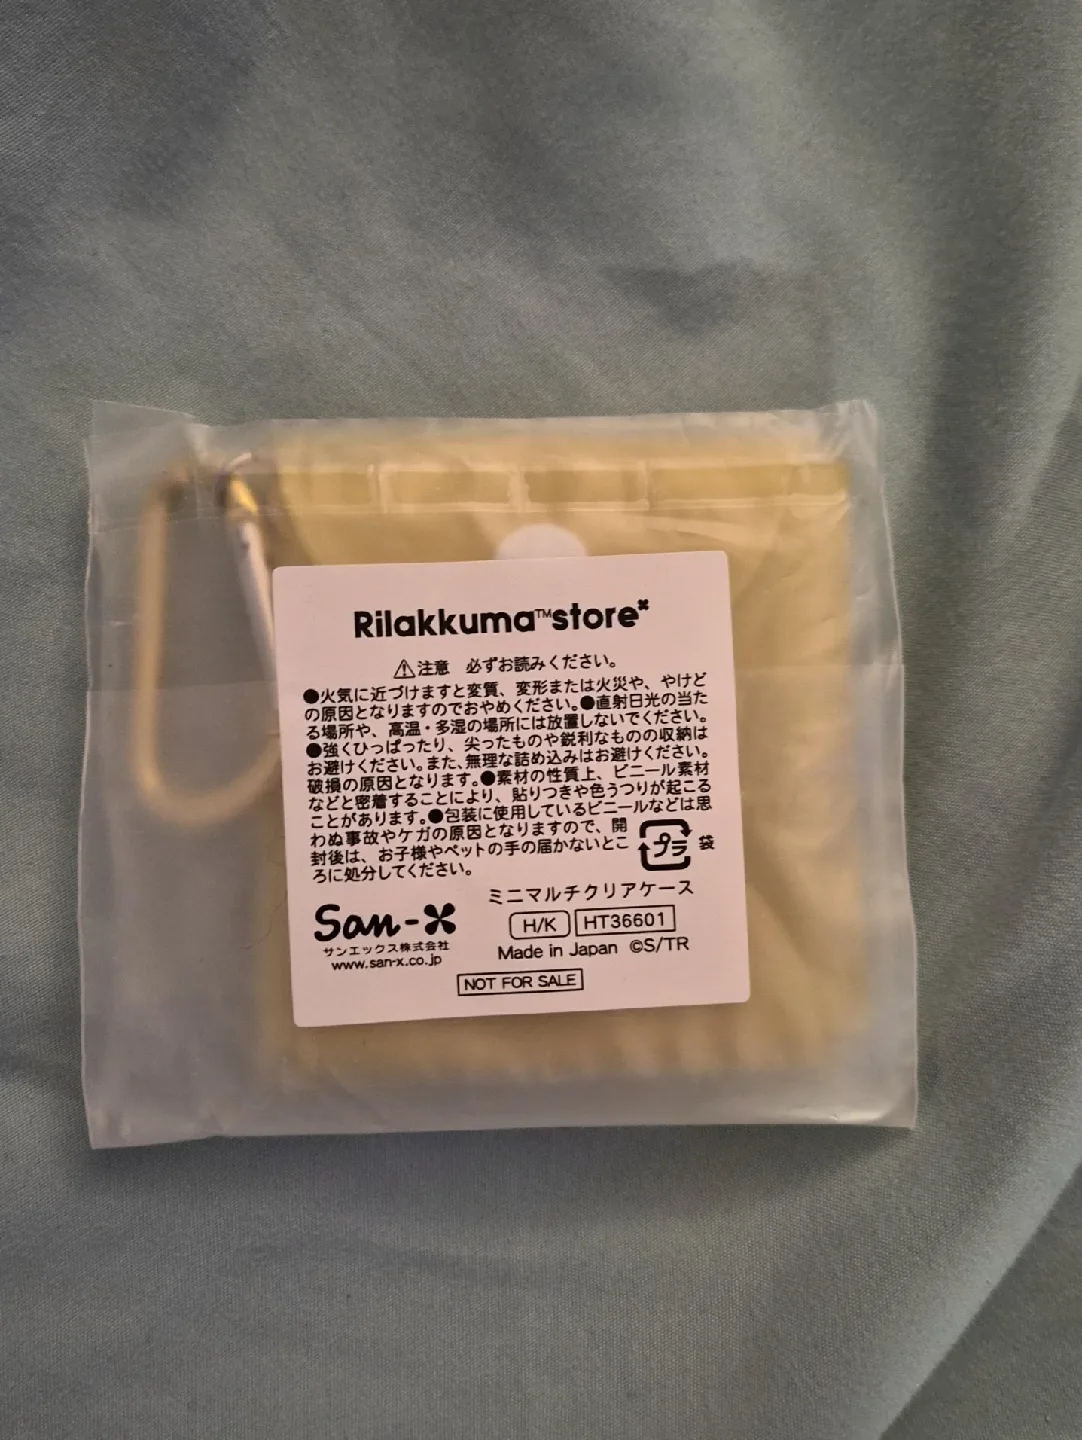 Rilakkuma™store
⚠注意 必ずお読みください。
●火気に近づけますと変質、変形または火災や、やけど
の原因となりますのでおやめください。●直射日光の当た
る場所や、高温・多湿の場所には放置しないでください。
●強くひっぱったり、尖ったものや鋭利なものの収納は
お避けください。また、無理な詰め込みはお避けください。
破損の原因となります。●素材の性質上、ビニール素材
などと密着することにより、貼りつきや色うつりが起こる
ことがあります。●包装に使用しているビニールなどは思
わぬ事故やケガの原因となりますので、開
封後は、お子様やペットの手の届かないとこ
ろに処分してください。
プラ 袋
San-X
サンエックス株式会社
www.san-x.co.jp
ミニマルチクリアケース
H/K HT36601
Made in Japan ©S/TR
NOT FOR SALE